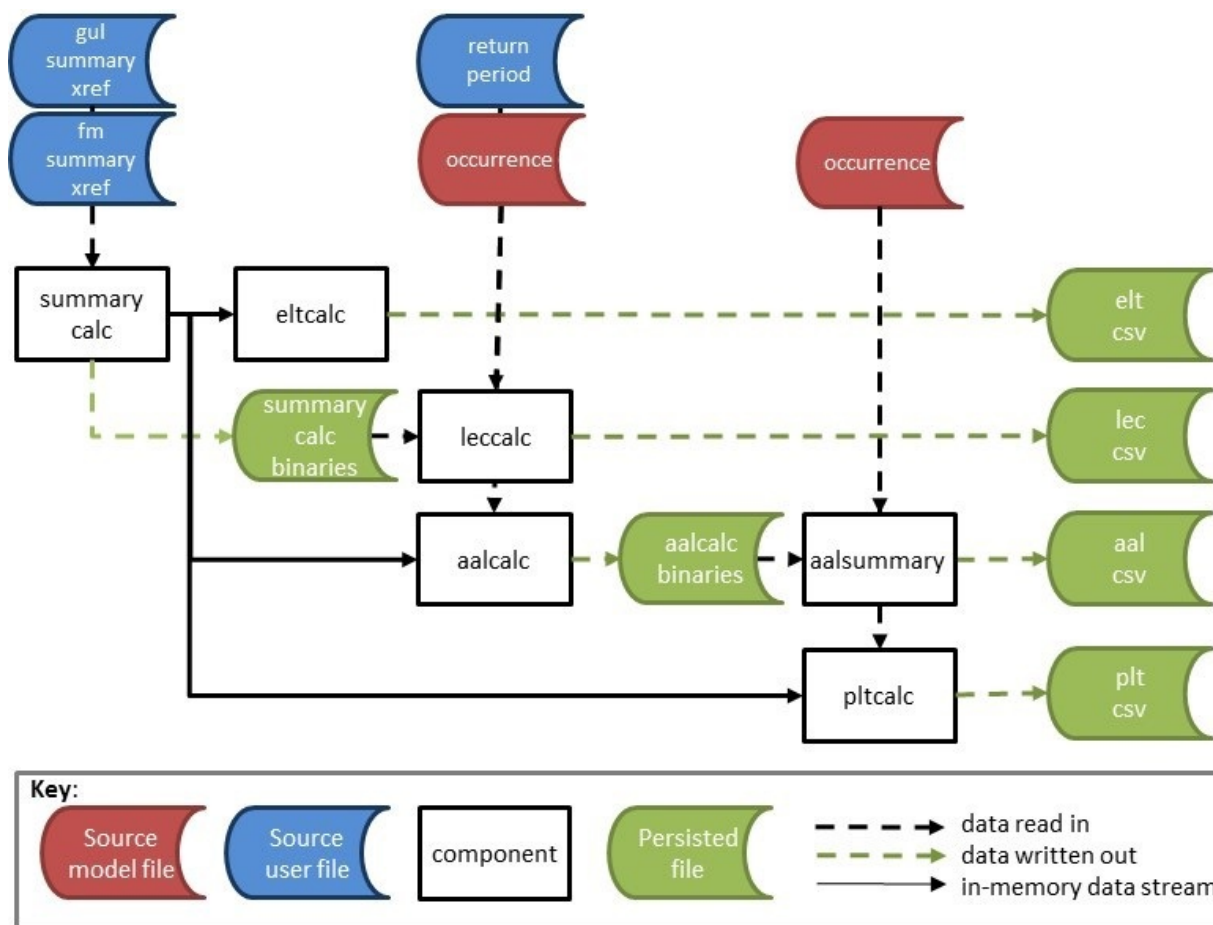 gul
summary
xref
fm
summary
xref
return
period
occurrence
occurrence
summary
calc
eltcalc
elt
csv
summary
calc
binaries
leccalc
lec
csv
aalcalc
aalcalc
binaries
aalsummary
aal
csv
pltcalc
plt
csv
Key:
Source
model file
Source
user file
component
Persisted
file
data read in
data written out
in-memory data stream